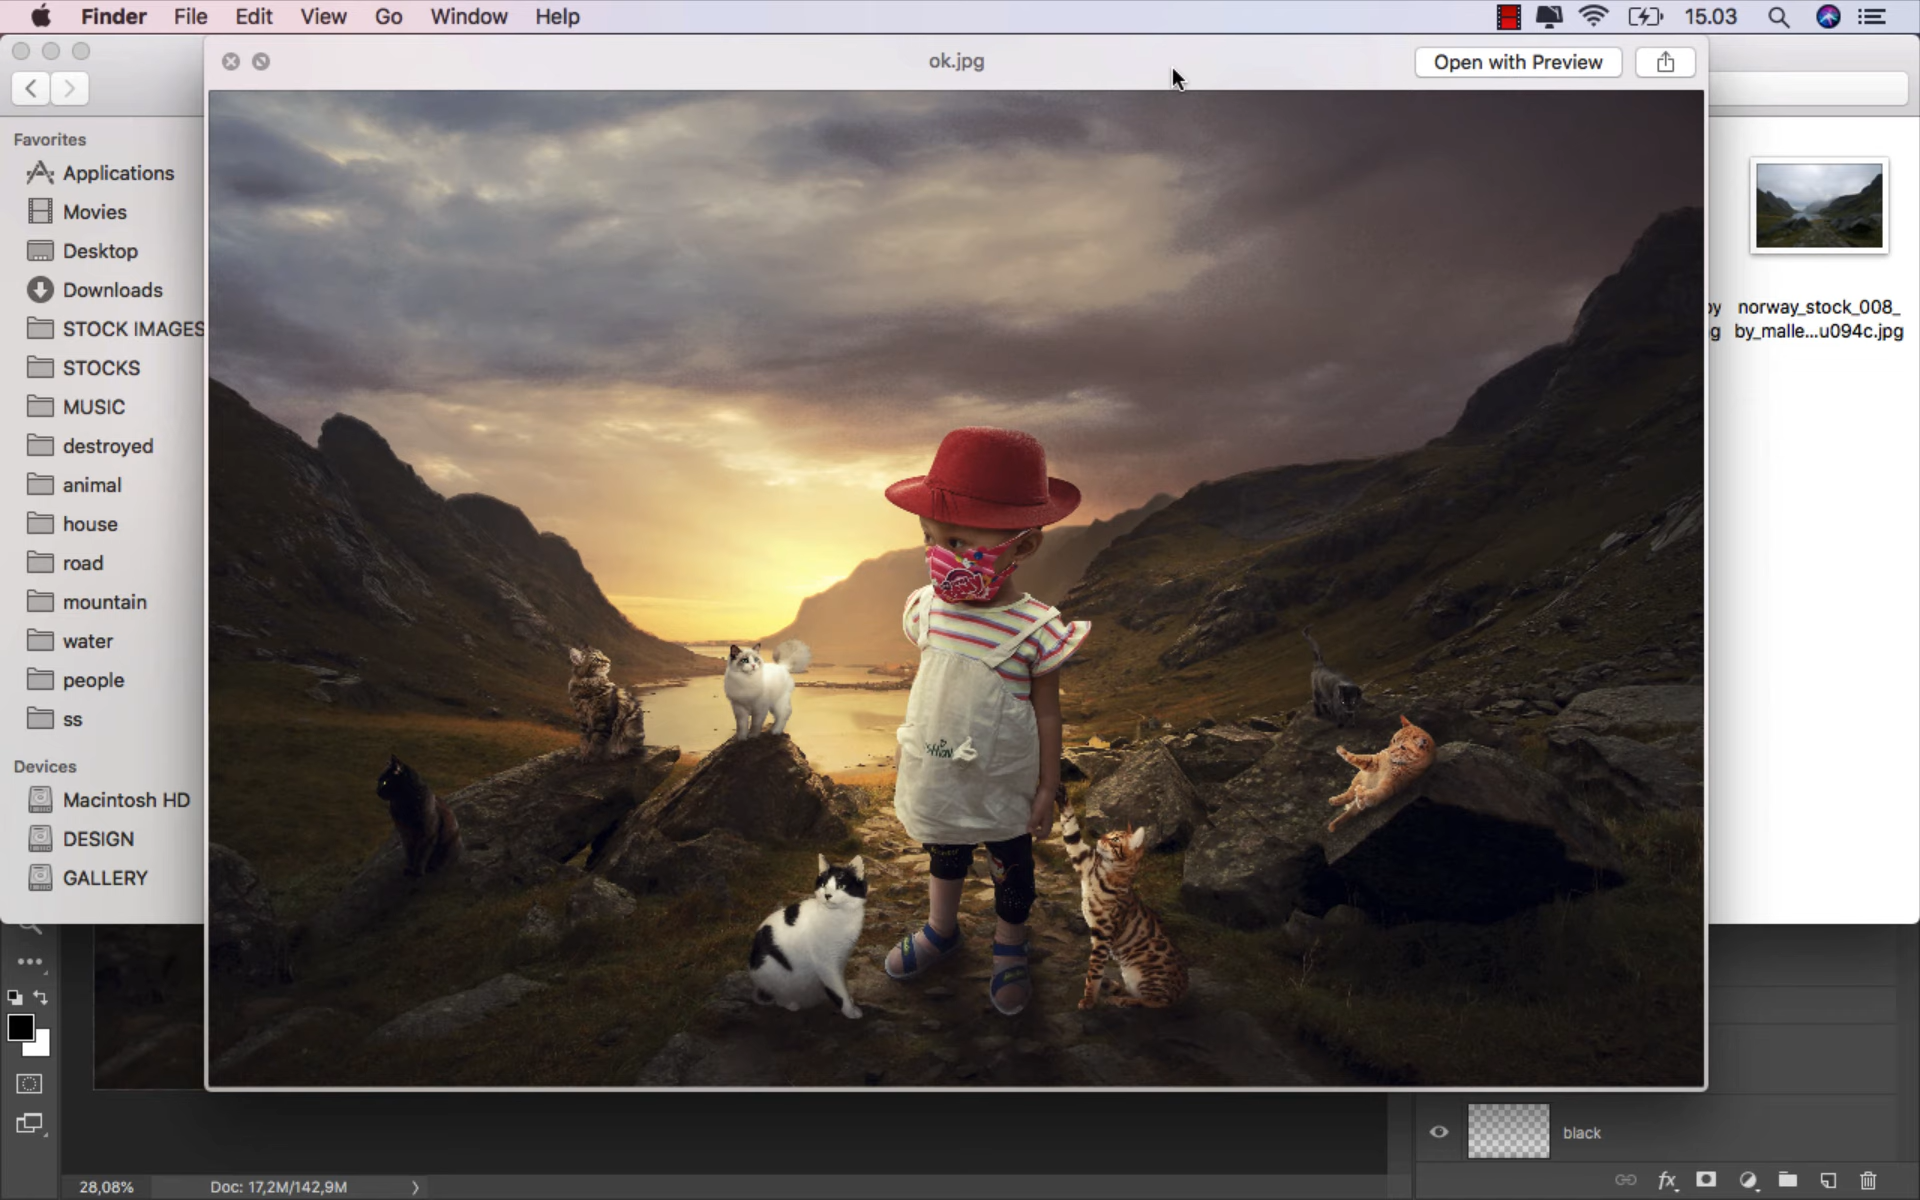 Finder File Edit View Go Window Help 15.03
ok.jpg
Open with Preview
Favorites
Applications
Movies
Desktop
Downloads
STOCK IMAGES
STOCKS
MUSIC
destroyed
animal
house
road
mountain
water
people
ss
Devices
Macintosh HD
DESIGN
GALLERY
by
norway_stock_008_
by_malle...u094c.jpg
black
28,08%
Doc: 17,2M/142,9M
fx